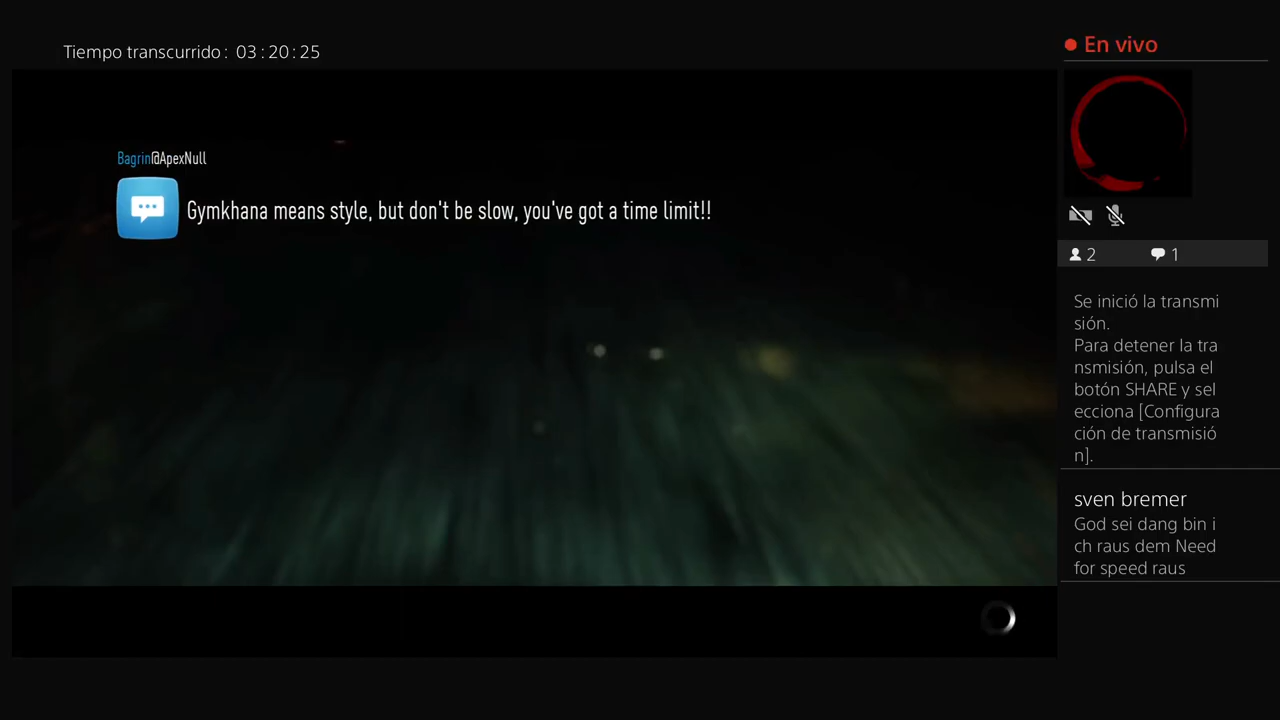 Tiempo transcurrido : 03 : 20 : 25
En vivo
Bagrin@ApexNull
Gymkhana means style, but don't be slow, you've got a time limit!!
2
1
Se inició la transmi
sión.
Para detener la tra
nsmisión, pulsa el
botón SHARE y sel
ecciona [Configura
ción de transmisió
n].
sven bremer
God sei dang bin i
ch raus dem Need
for speed raus